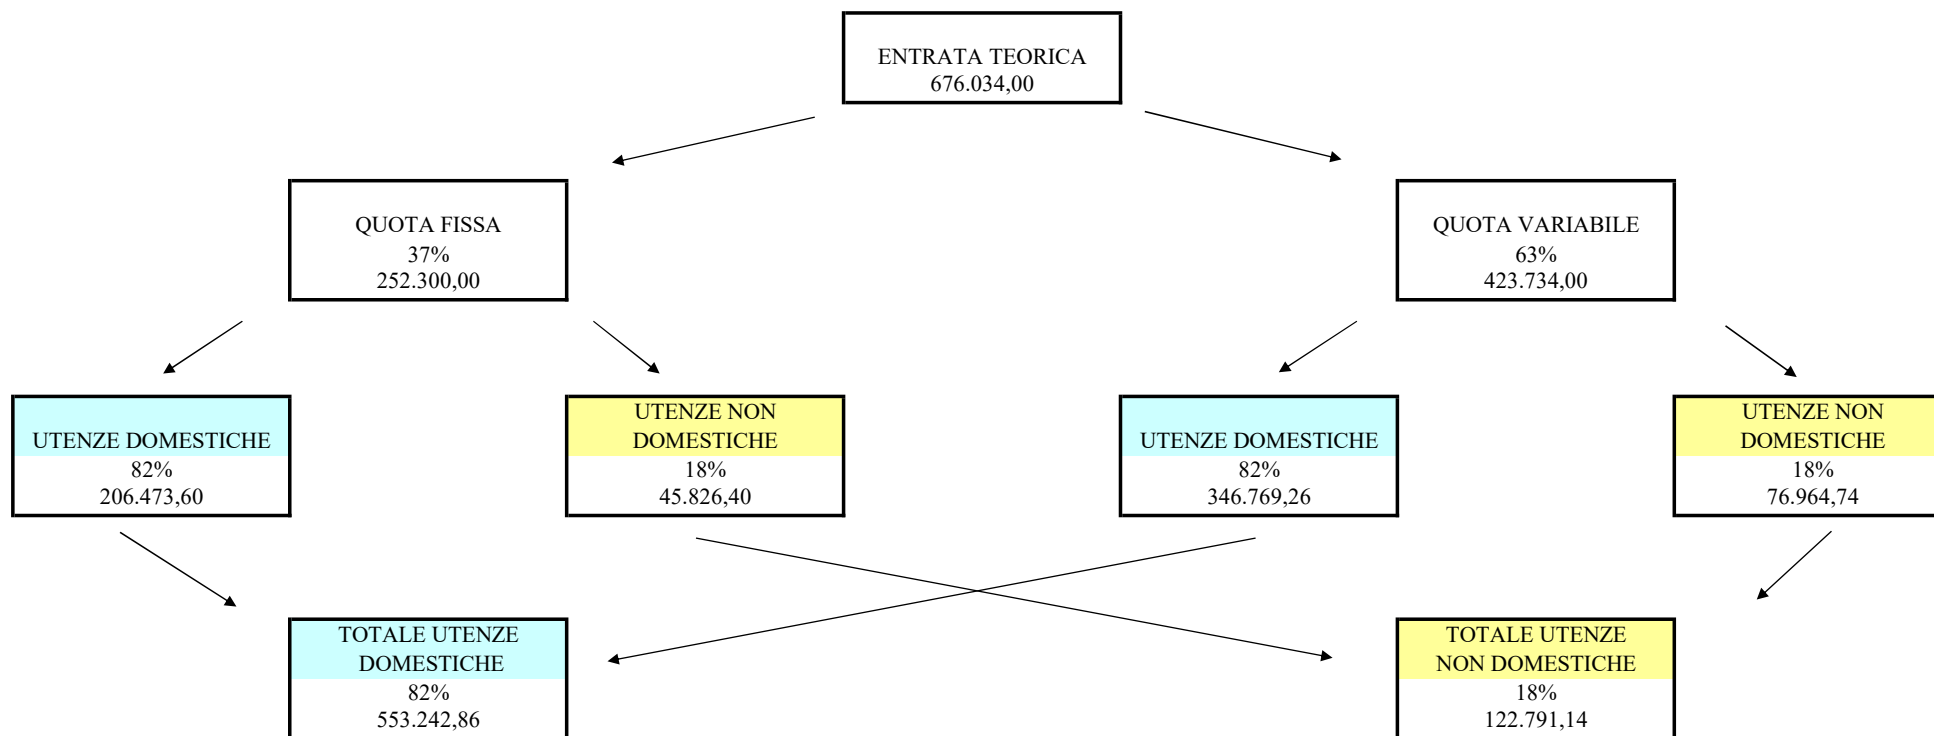 ENTRATA TEORICA
676.034,00
QUOTA FISSA
37%
252.300,00
QUOTA VARIABILE
63%
423.734,00
UTENZE DOMESTICHE
82%
206.473,60
UTENZE NON
DOMESTICHE
18%
45.826,40
UTENZE DOMESTICHE
82%
346.769,26
UTENZE NON
DOMESTICHE
18%
76.964,74
TOTALE UTENZE
DOMESTICHE
82%
553.242,86
TOTALE UTENZE
NON DOMESTICHE
18%
122.791,14